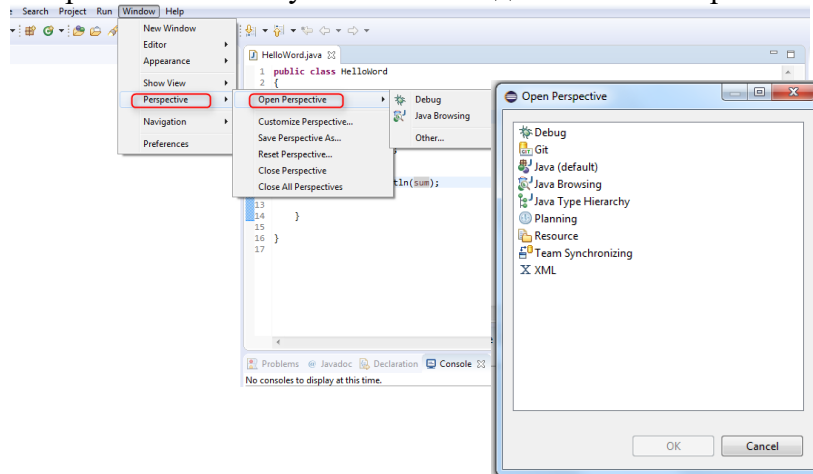 Search Project Run Window Help
New Window
Editor
Appearance
Show View
Perspective
Navigation
Preferences
Open Perspective
Customize Perspective...
Save Perspective As...
Reset Perspective...
Close Perspective
Close All Perspectives
Debug
Java Browsing
Other...
HelloWord.java
1 public class HelloWord
2 {
tln(sum);
13
14 }
15
16 }
17
Problems Javadoc Declaration Console
No consoles to display at this time.
Open Perspective
Debug
Git
Java (default)
Java Browsing
Java Type Hierarchy
Planning
Resource
Team Synchronizing
XML
OK Cancel